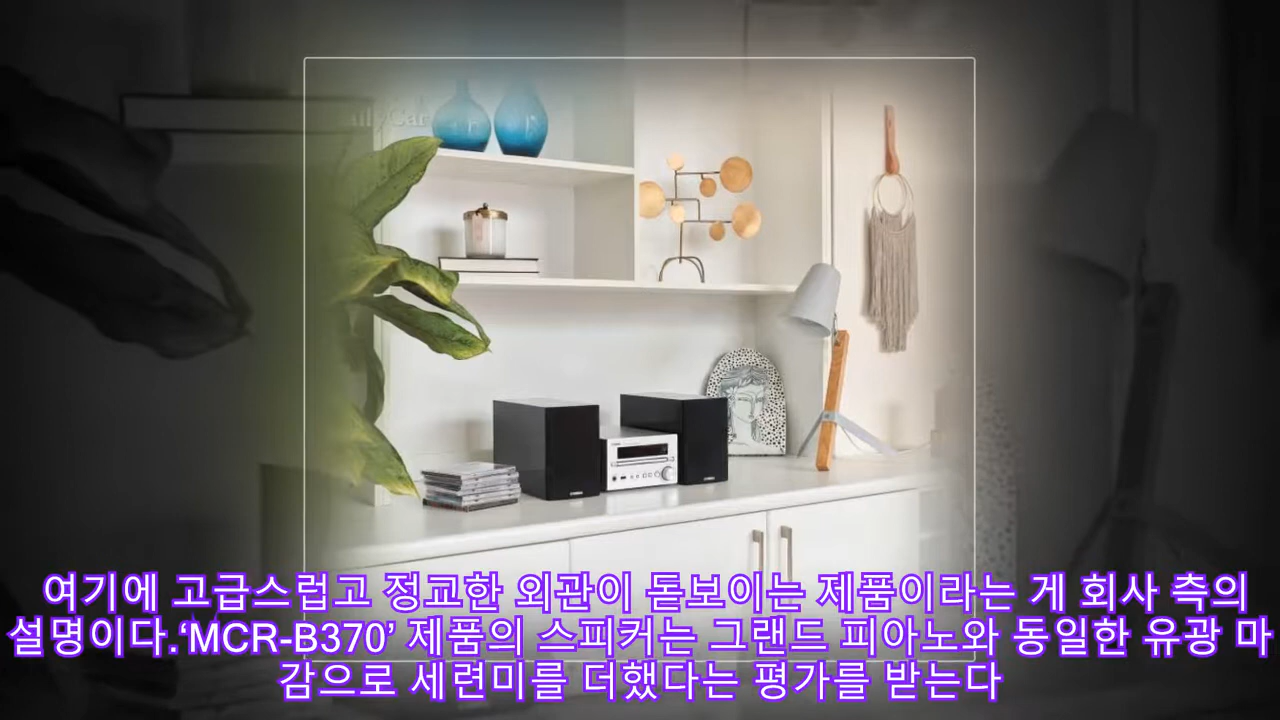 여기에 고급스럽고 정교한 외관이 돋보이는 제품이라는 게 회사 측의
설명이다.‘MCR-B370’ 제품의 스피커는 그랜드 피아노와 동일한 유광 마
감으로 세련미를 더했다는 평가를 받는다